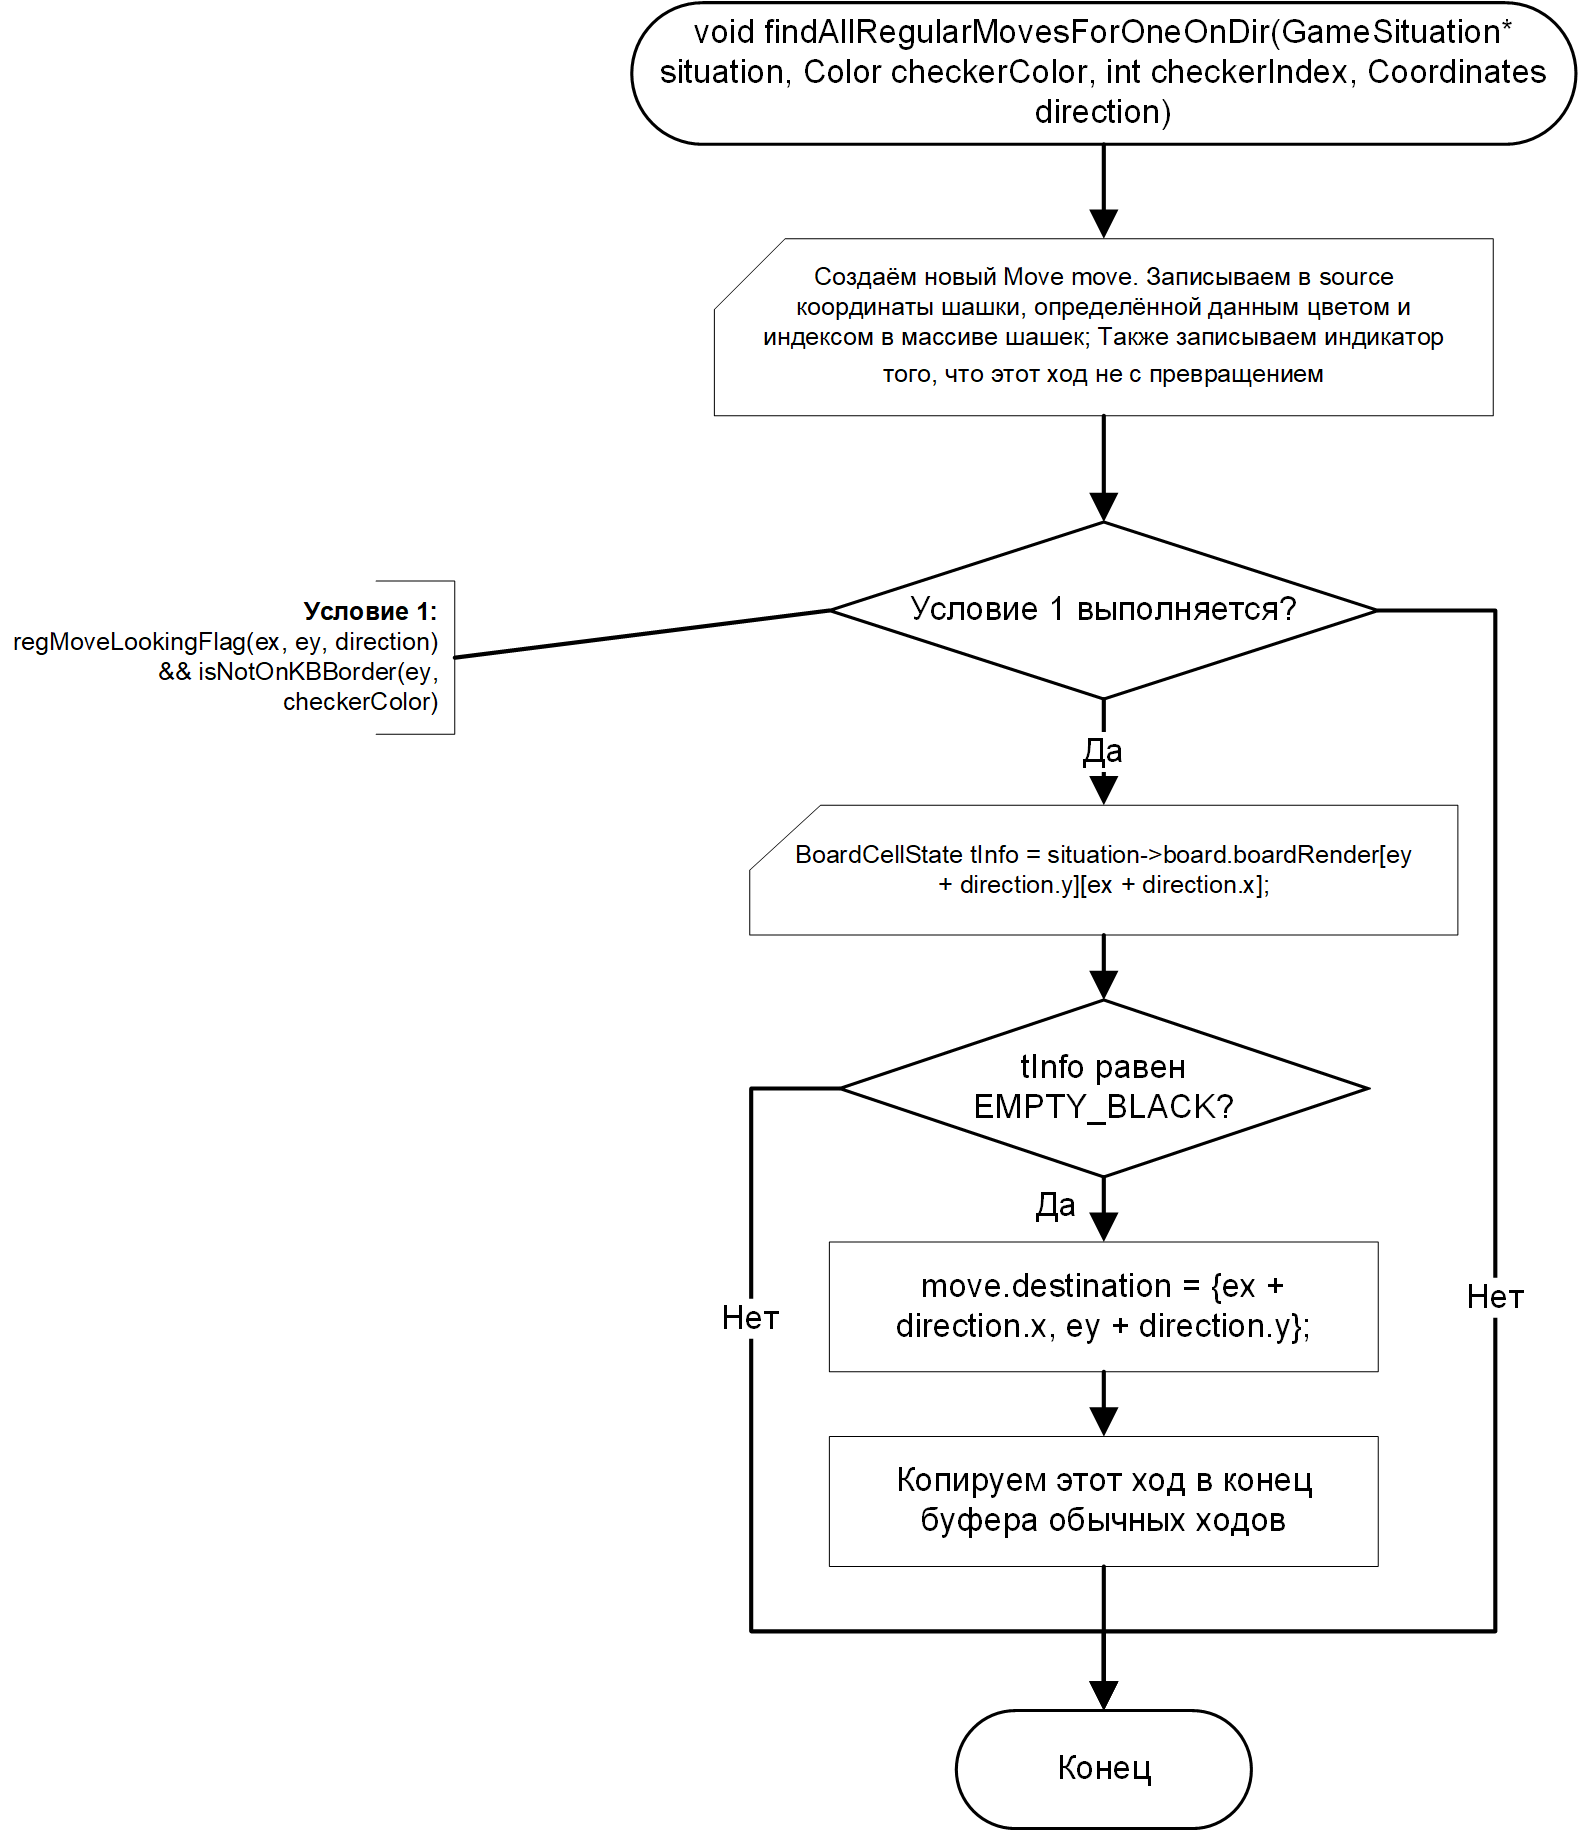 void findAllRegularMovesForOneOnDir(GameSituation*
situation, Color checkerColor, int checkerIndex, Coordinates
direction)
Создаём новый Move move. Записываем в source
координаты шашки, определённой данным цветом и
индексом в массиве шашек; Также записываем индикатор
того, что этот ход не с превращением
Условие 1 выполняется?
Условие 1:
regMoveLookingFlag(ex, ey, direction)
&& isNotOnKBBorder(ey,
checkerColor)
Да
BoardCellState tInfo = situation->board.boardRender[ey
+ direction.y][ex + direction.x];
tInfo равен
EMPTY_BLACK?
Да
move.destination = {ex +
direction.x, ey + direction.y};
Нет
Нет
Копируем этот ход в конец
буфера обычных ходов
Конец